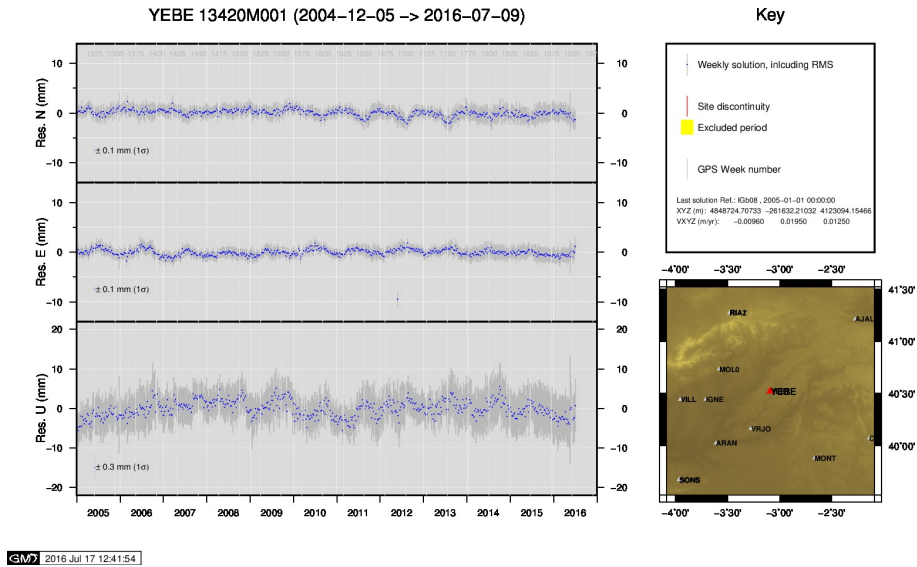 YEBE 13420M001 (2004−12−05 −> 2016−07−09)
Key
Res. N (mm)
10
0
−10
10
0
−10
± 0.1 mm (1σ)
Res. E (mm)
10
0
−10
10
0
−10
± 0.1 mm (1σ)
Res. U (mm)
20
10
0
−10
−20
20
10
0
−10
−20
± 0.3 mm (1σ)
2005 2006 2007 2008 2009 2010 2011 2012 2013 2014 2015 2016
Weekly solution, inlcuding RMS
Site discontinuity
Excluded period
GPS Week number
Last solution Ref.: IGb08 , 2005−01−01 00:00:00
XYZ (m): 4848724.70733 −261632.21032 4123094.15466
VXYZ (m/yr): −0.00960 0.01950 0.01250
−4˚00' −3˚30' −3˚00' −2˚30'
41˚30'
41˚00'
40˚30'
40˚00'
RIAZ
AJAL
MOL0
YEBE
VILL IGNE
VRJO
ARAN
MONT
SONS
−4˚00' −3˚30' −3˚00' −2˚30'
GMT 2016 Jul 17 12:41:54